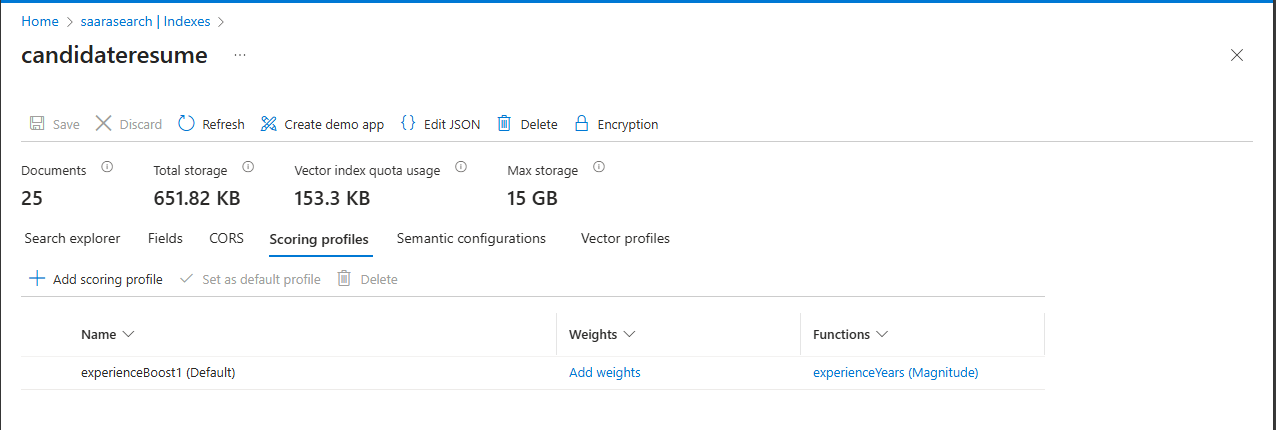 Home > saarasearch | Indexes >
candidateresume ...
Save Discard Refresh Create demo app {} Edit JSON Delete Encryption
Documents Total storage Vector index quota usage Max storage
25 651.82 KB 153.3 KB 15 GB
Search explorer Fields CORS Scoring profiles Semantic configurations Vector profiles
+ Add scoring profile Set as default profile Delete
Name Weights Functions
experienceBoost1 (Default) Add weights experienceYears (Magnitude)